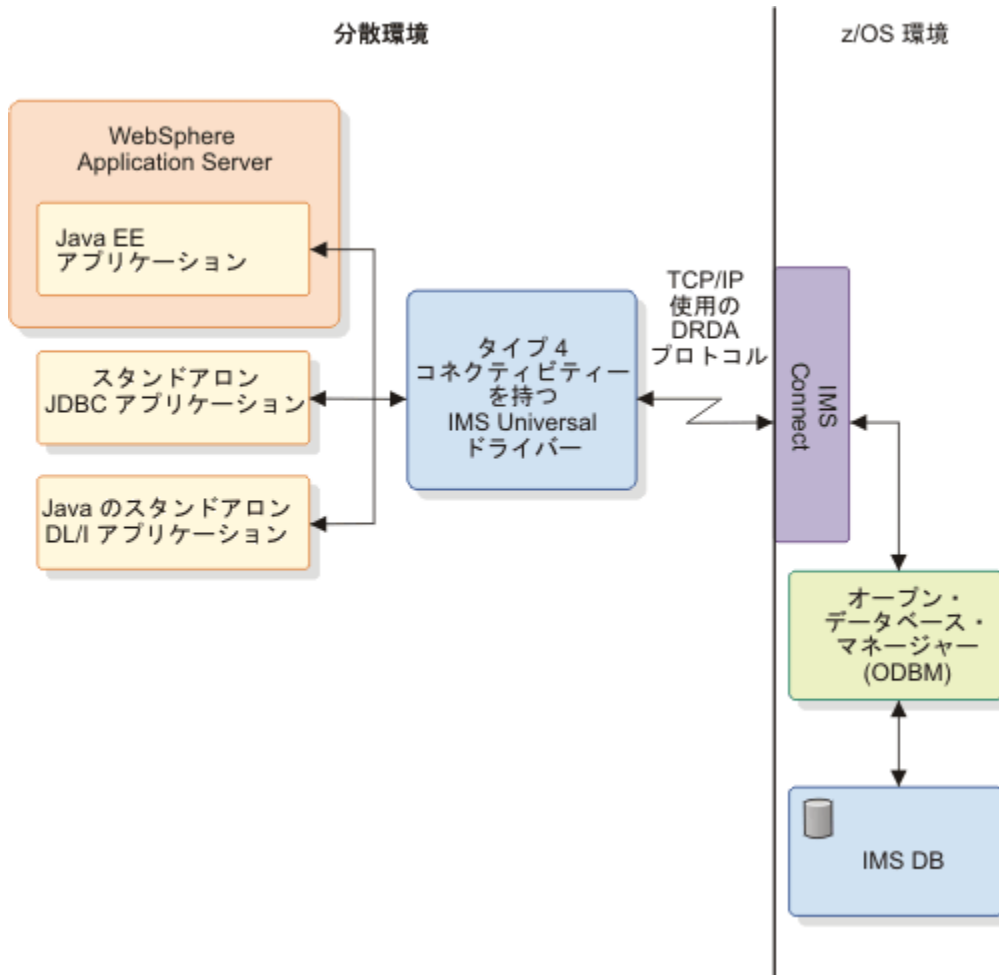 分散環境
z/OS 環境
WebSphere
Application Server
Java EE
アプリケーション
スタンドアロン
JDBC アプリケーション
Java のスタンドアロン
DL/I アプリケーション
タイプ 4
コネクティビティー
を持つ
IMS Universal
ドライバー
TCP/IP
使用の
DRDA
プロトコル
IMS
Connect
オープン・
データベース・
マネージャー
(ODBM)
IMS DB